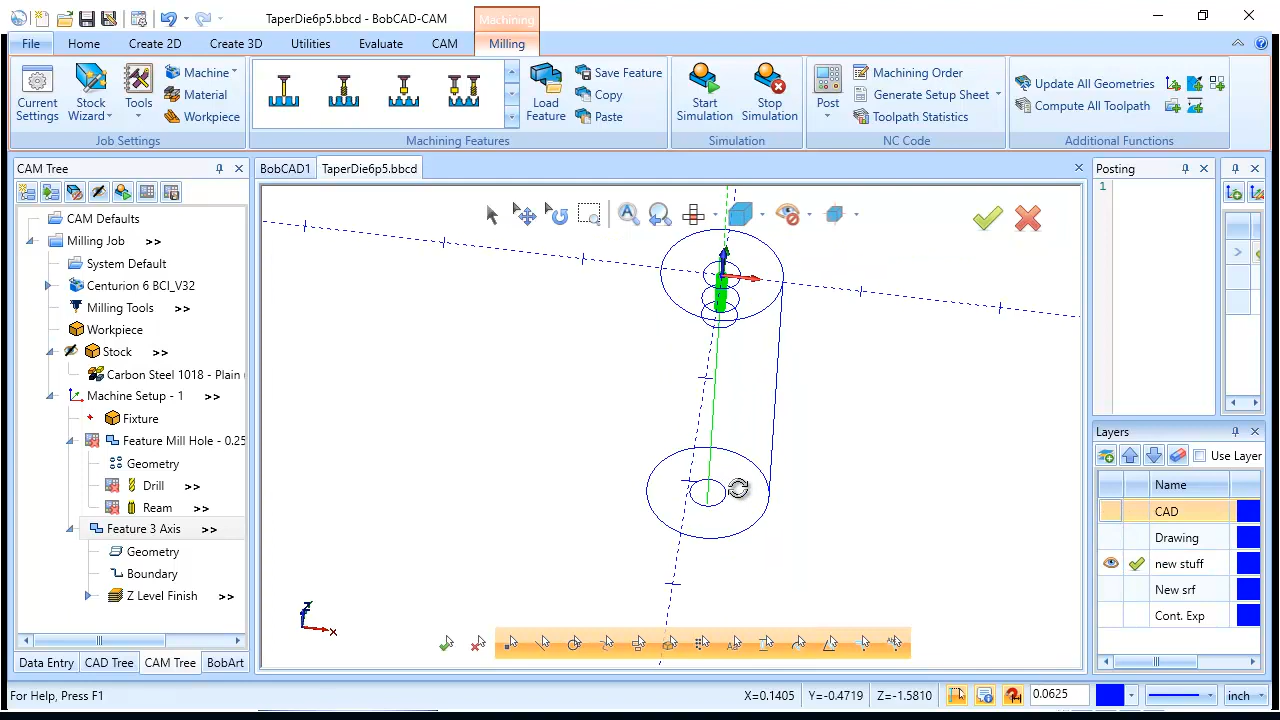 TaperDie6p6.bbcd - BobCAD-CAM
Machining
File Home Create 2D Create 3D Utilities Evaluate CAM Milling
Current Settings
Stock Wizard
Tools
Machine
Material
Workpiece
Job Settings
Machining Features
Load Feature
Save Feature
Copy
Paste
Start Simulation
Stop Simulation
Simulation
Post
Machining Order
Generate Setup Sheet
Toolpath Statistics
NC Code
Update All Geometrie
Compute All Toolpath
Additional Functions
CAM Tree
BobCAD1 TaperDie6p5.bbcd
Posting
1
CAM Defaults
Milling Job >>
System Default
Centurion 6 BCI_V32
Milling Tools >>
Workpiece
Stock >>
Carbon Steel 1018 - Plain (
Machine Setup - 1 >>
Fixture
Feature Mill Hole - 0.25
Geometry
Drill >>
Ream >>
Feature 3 Axis >>
Geometry
Boundary
Z Level Finish >>
Z
X
Layers
Use Layer
Name
CAD
Drawing
new stuff
New srf
Cont. Exp
Data Entry CAD Tree CAM Tree BobArt
For Help, Press F1
X=0.1405 Y=-0.4719 Z=-1.5810
0.0625
inch